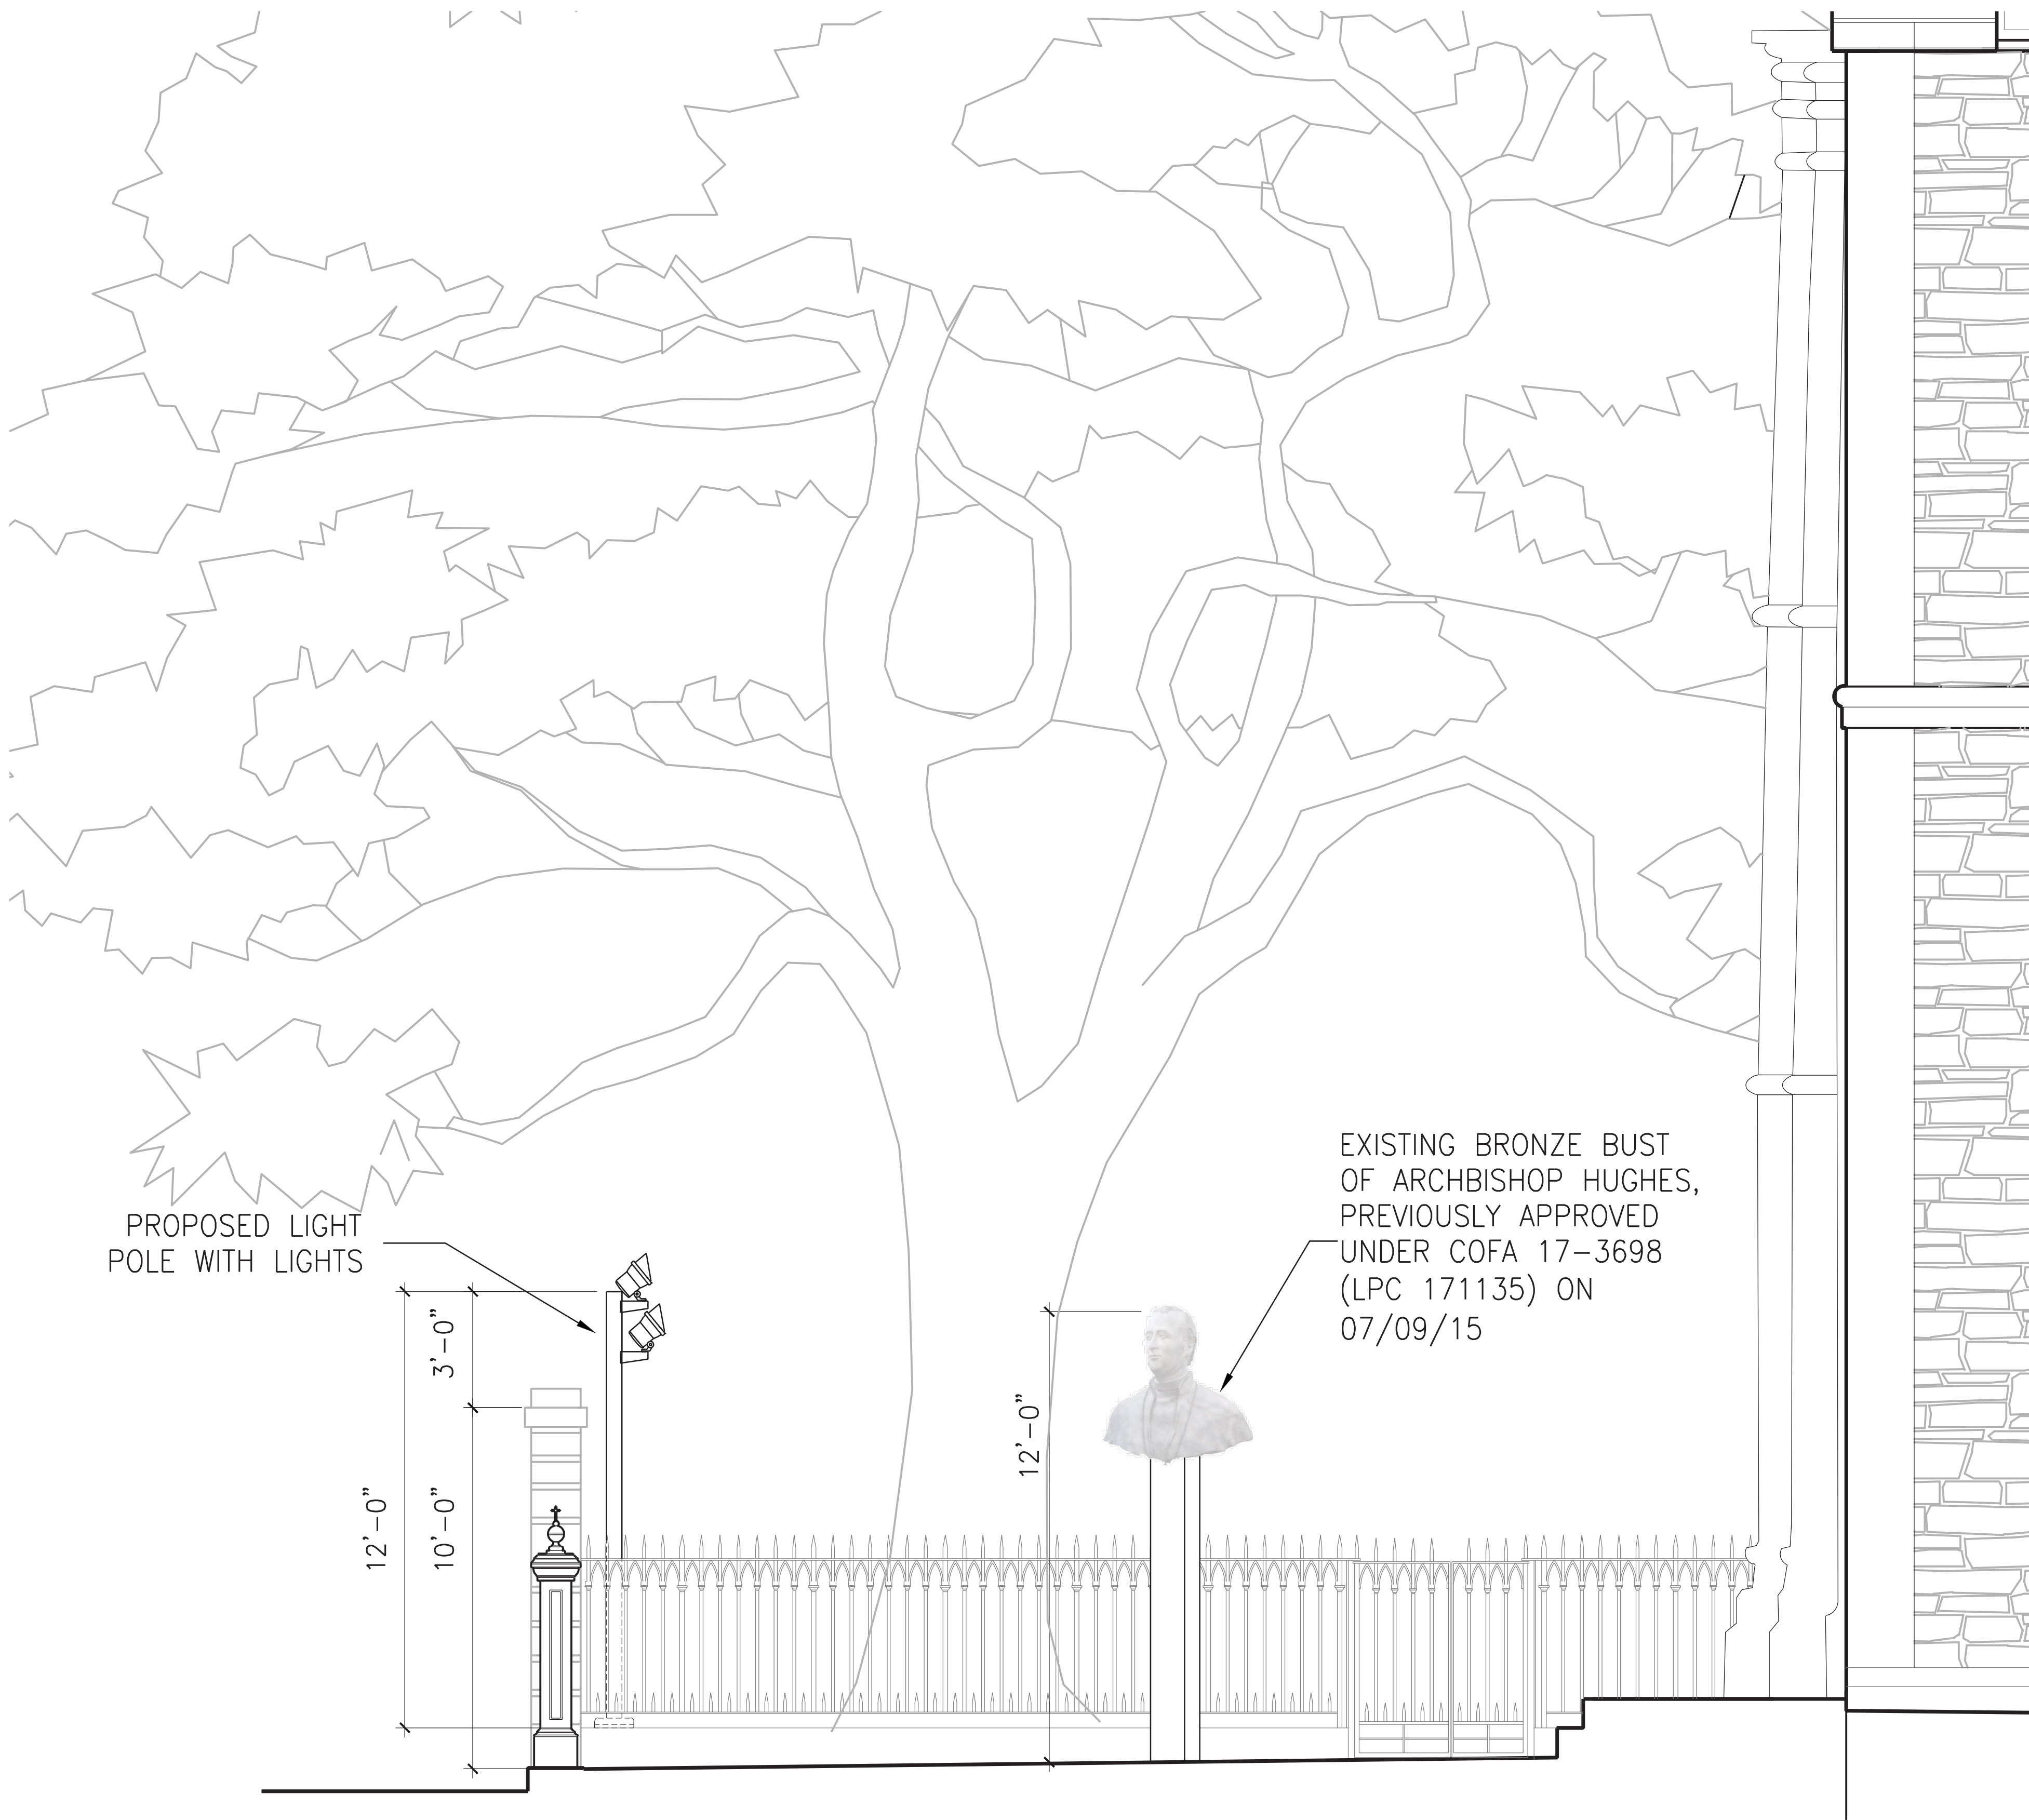 EXISTING BRONZE BUST
OF ARCHBISHOP HUGHES,
PREVIOUSLY APPROVED
UNDER COFA 17-3698
(LPC 171135) ON
07/09/15
PROPOSED LIGHT
POLE WITH LIGHTS
3'-0"
12'-0"
10'-0"
12'-0"